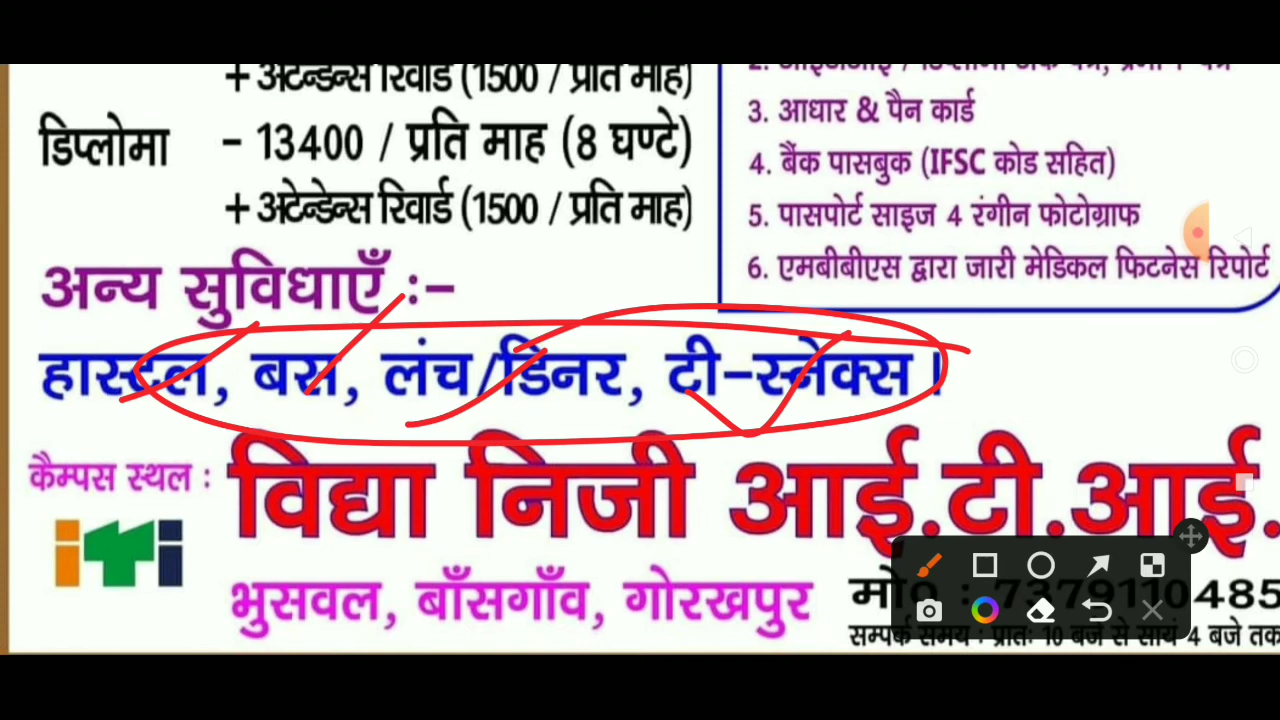 + अटेन्डेन्स रिवार्ड (1500 / प्रति माह)
डिप्लोमा - 13400 / प्रति माह (8 घण्टे)
+ अटेन्डेन्स रिवार्ड (1500 / प्रति माह)
3. आधार & पैन कार्ड
4. बैंक पासबुक (IFSC कोड सहित)
5. पासपोर्ट साइज 4 रंगीन फोटोग्राफ
6. एमबीबीएस द्वारा जारी मेडिकल फिटनेस रिपोर्ट
अन्य सुविधाएँ :-
हास्टल, बस, लंच/डिनर, टी-स्नेक्स ।
कैम्पस स्थल :
विद्या निजी आई.टी.आई.
iti
भुसवल, बाँसगाँव, गोरखपुर
मो0 : 7379110485
सम्पर्क समय : प्रातः 10 बजे से सायं 4 बजे तक